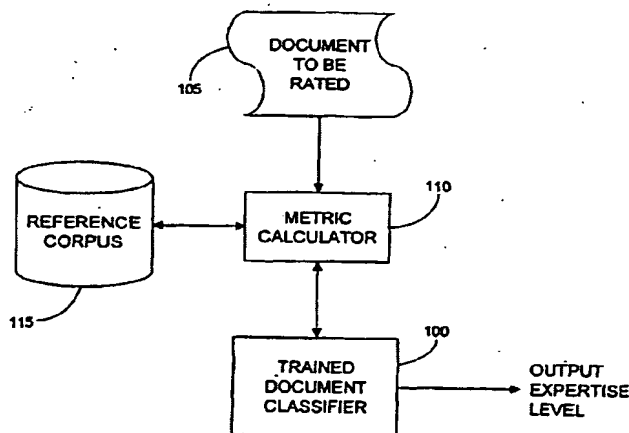 DOCUMENT
TO BE
RATED
105
REFERENCE
CORPUS
115
METRIC
CALCULATOR
110
100
TRAINED
DOCUMENT
CLASSIFIER
OUTPUT
EXPERTISE
LEVEL